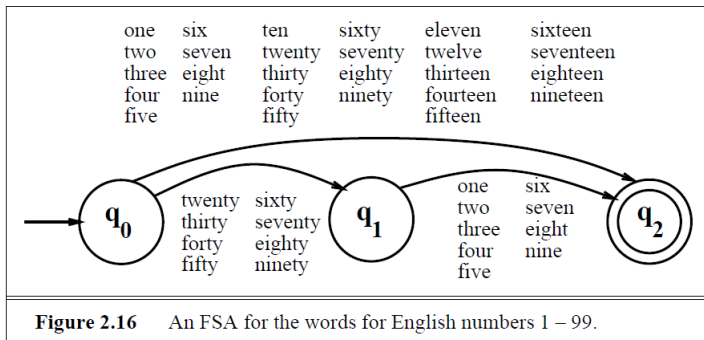 one six ten sixty eleven sixteen
two seven twenty seventy twelve seventeen
three eight thirty eighty thirteen eighteen
four nine forty ninety fourteen nineteen
five fifty fifteen
q0 twenty sixty q1 one six q2
thirty seventy two seven
forty eighty three eight
fifty ninety four nine
five
Figure 2.16 An FSA for the words for English numbers 1 – 99.